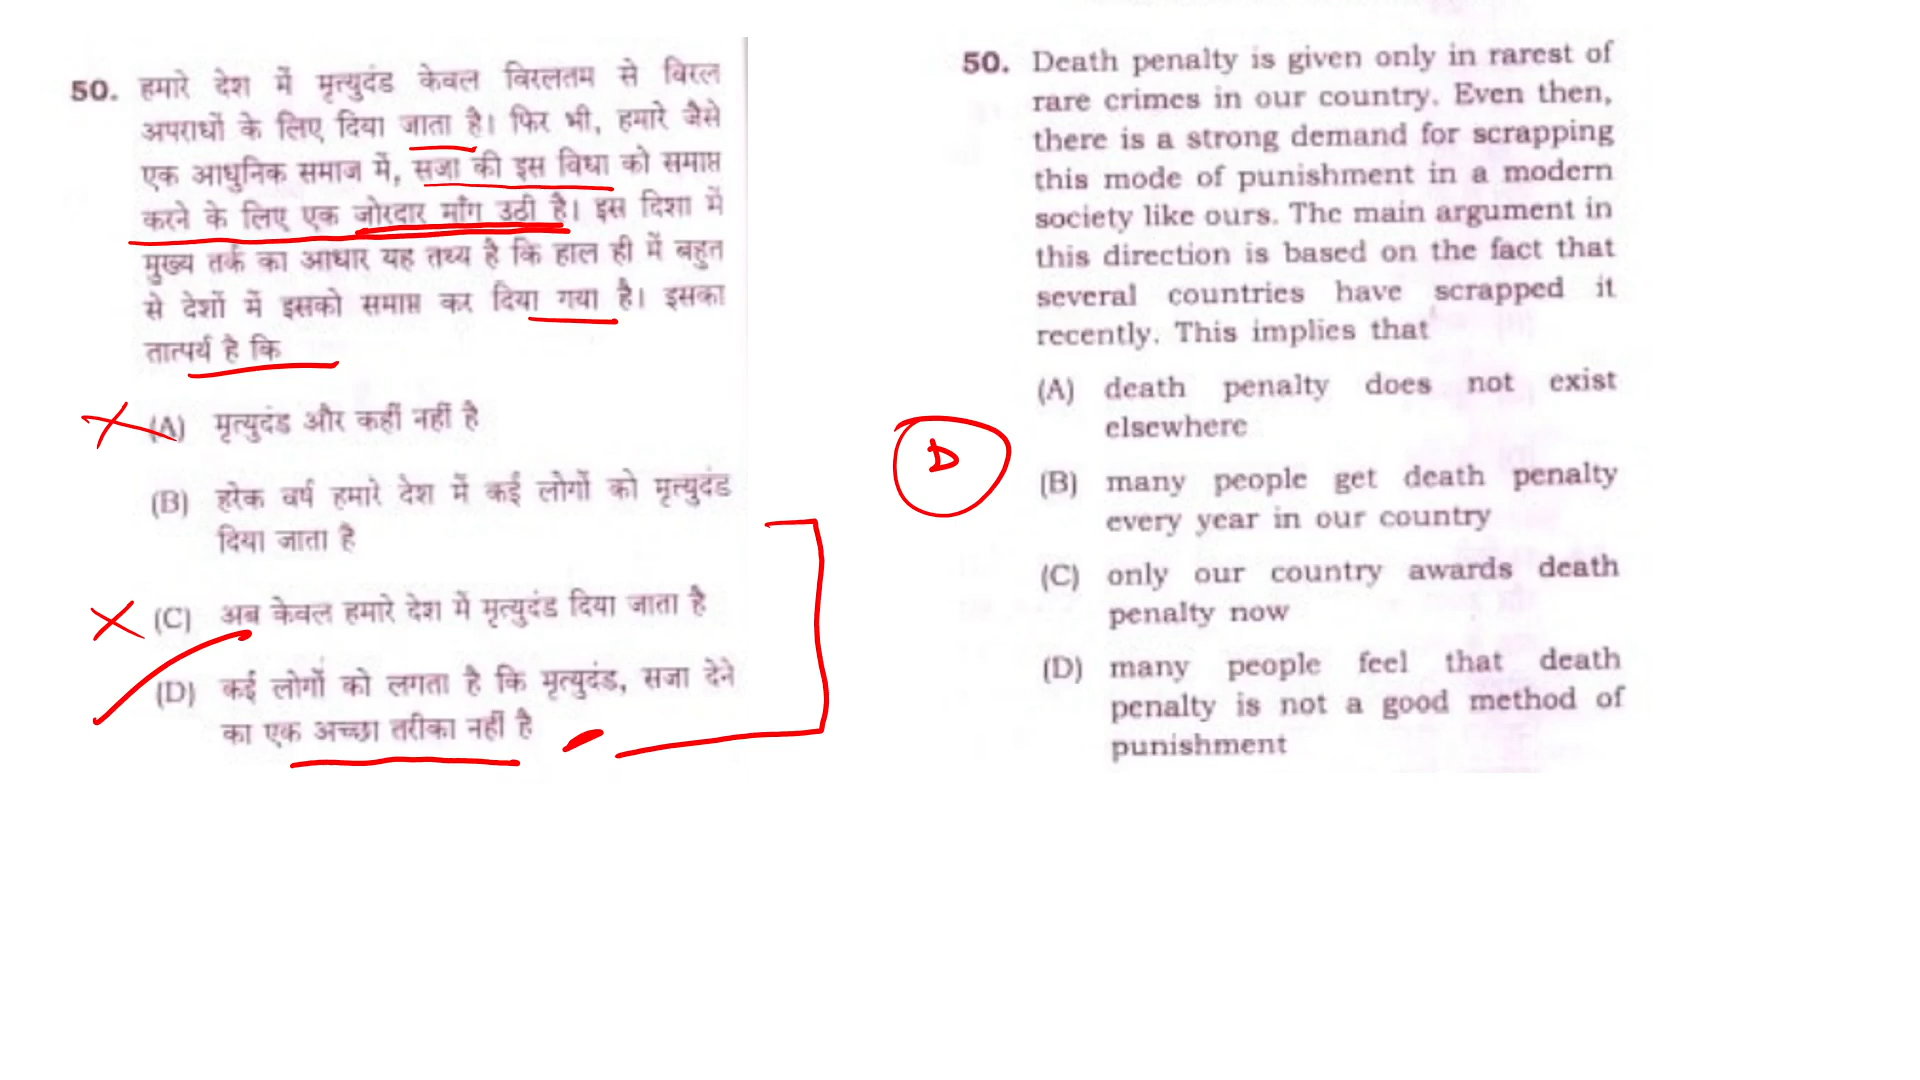 50. हमारे देश में मृत्युदंड केवल विरलतम से विरल
अपराधों के लिए दिया जाता है। फिर भी, हमारे जैसे
एक आधुनिक समाज में, सजा की इस विधा को समाप्त
करने के लिए एक जोरदार माँग उठी है। इस दिशा में
मुख्य तर्क का आधार यह तथ्य है कि हाल ही में बहुत
से देशों में इसको समाप्त कर दिया गया है। इसका
तात्पर्य है कि
(A) मृत्युदंड और कहीं नहीं है
(B) हरेक वर्ष हमारे देश में कई लोगों को मृत्युदंड
दिया जाता है
(C) अब केवल हमारे देश में मृत्युदंड दिया जाता है
(D) कई लोगों को लगता है कि मृत्युदंड, सजा देने
का एक अच्छा तरीका नहीं है
D
50. Death penalty is given only in rarest of
rare crimes in our country. Even then,
there is a strong demand for scrapping
this mode of punishment in a modern
society like ours. The main argument in
this direction is based on the fact that
several countries have scrapped it
recently. This implies that
(A) death penalty does not exist
elsewhere
(B) many people get death penalty
every year in our country
(C) only our country awards death
penalty now
(D) many people feel that death
penalty is not a good method of
punishment